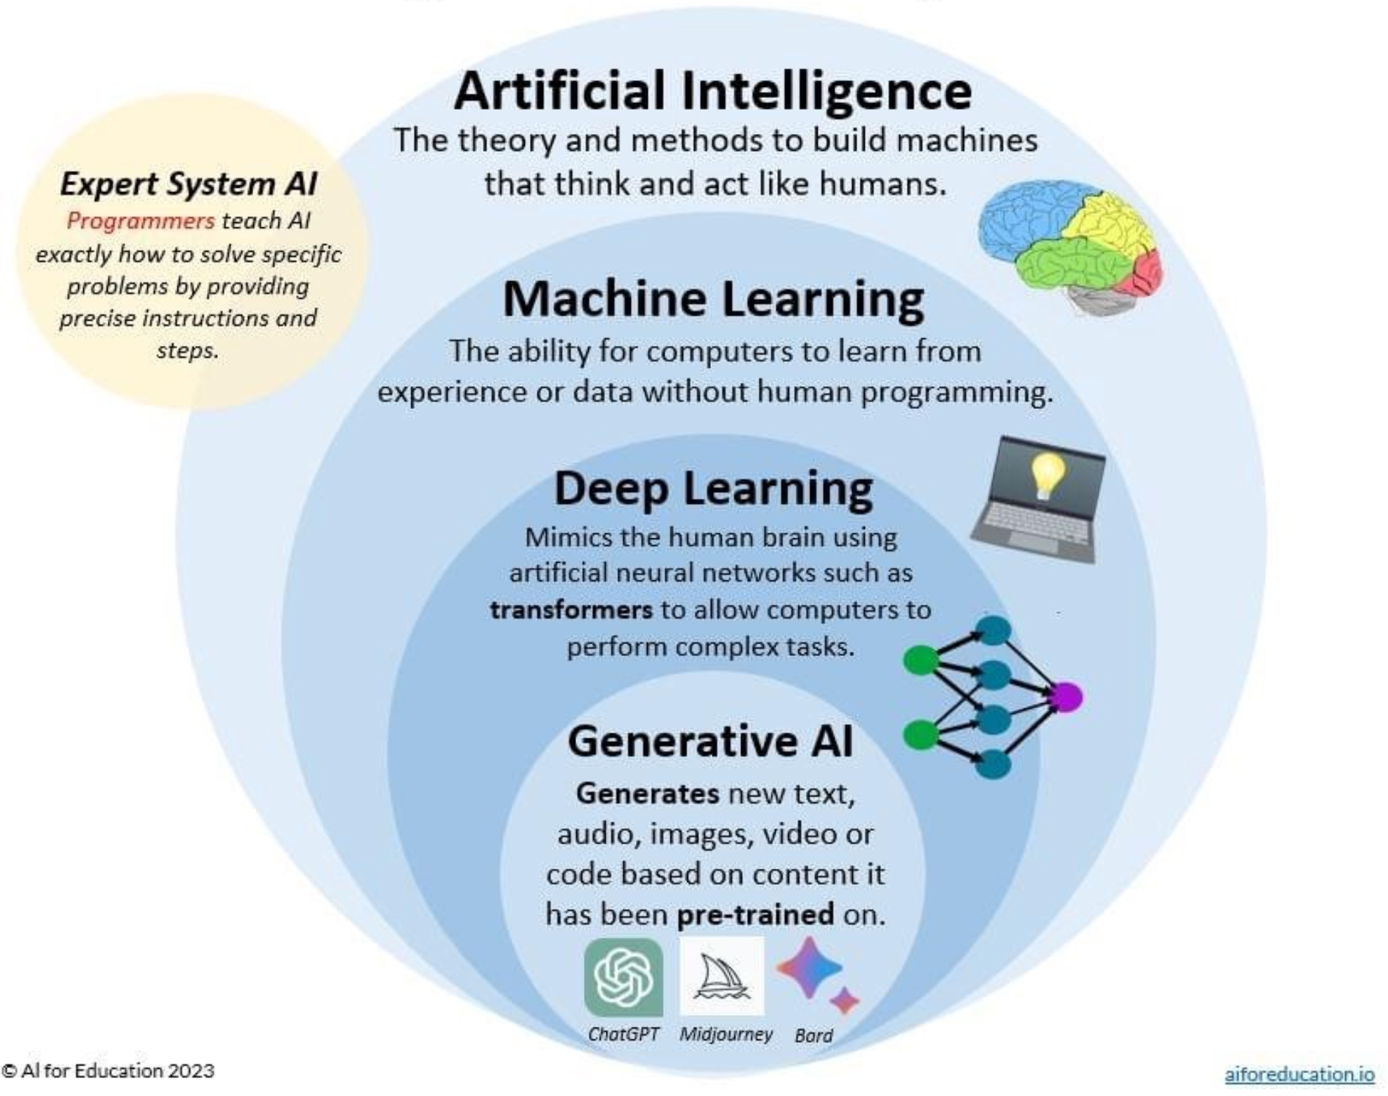 Artificial Intelligence
The theory and methods to build machines
that think and act like humans.
Expert System AI
Programmers teach AI
exactly how to solve specific
problems by providing
precise instructions and
steps.
Machine Learning
The ability for computers to learn from
experience or data without human programming.
Deep Learning
Mimics the human brain using
artificial neural networks such as
transformers to allow computers to
perform complex tasks.
Generative AI
Generates new text,
audio, images, video or
code based on content it
has been pre-trained on.
ChatGPT Midjourney Bard
© AI for Education 2023
aiforeducation.io